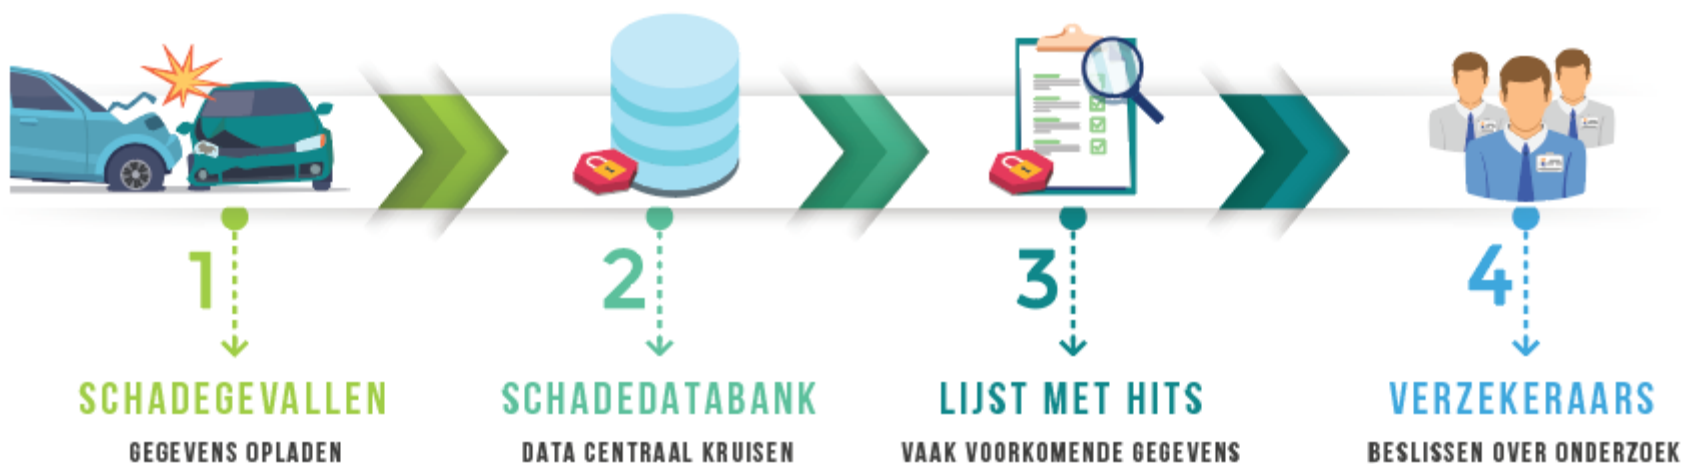 1
2
3
4
SCHADEGEVALLEN
GEGEVENS OPLADEN
SCHADEDATABANK
DATA CENTRAAL KRUISEN
LIJST MET HITS
VAAK VOORKOMENDE GEGEVENS
VERZEKERAARS
BESLISSEN OVER ONDERZOEK